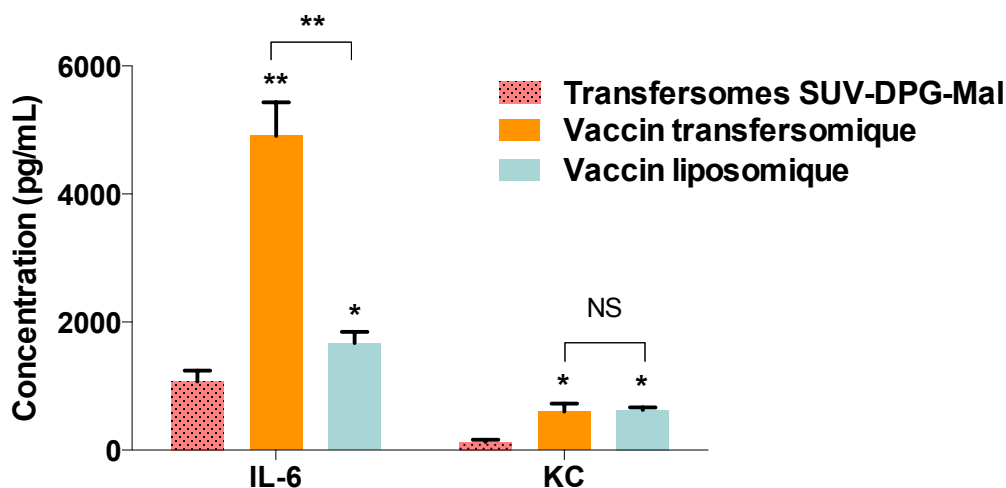 **
6000
**
Transfersomes SUV-DPG-Mal
Vaccin transfersomique
Vaccin liposomique
4000
Concentration (pg/mL)
2000
*
NS
*
*
0
IL-6
KC